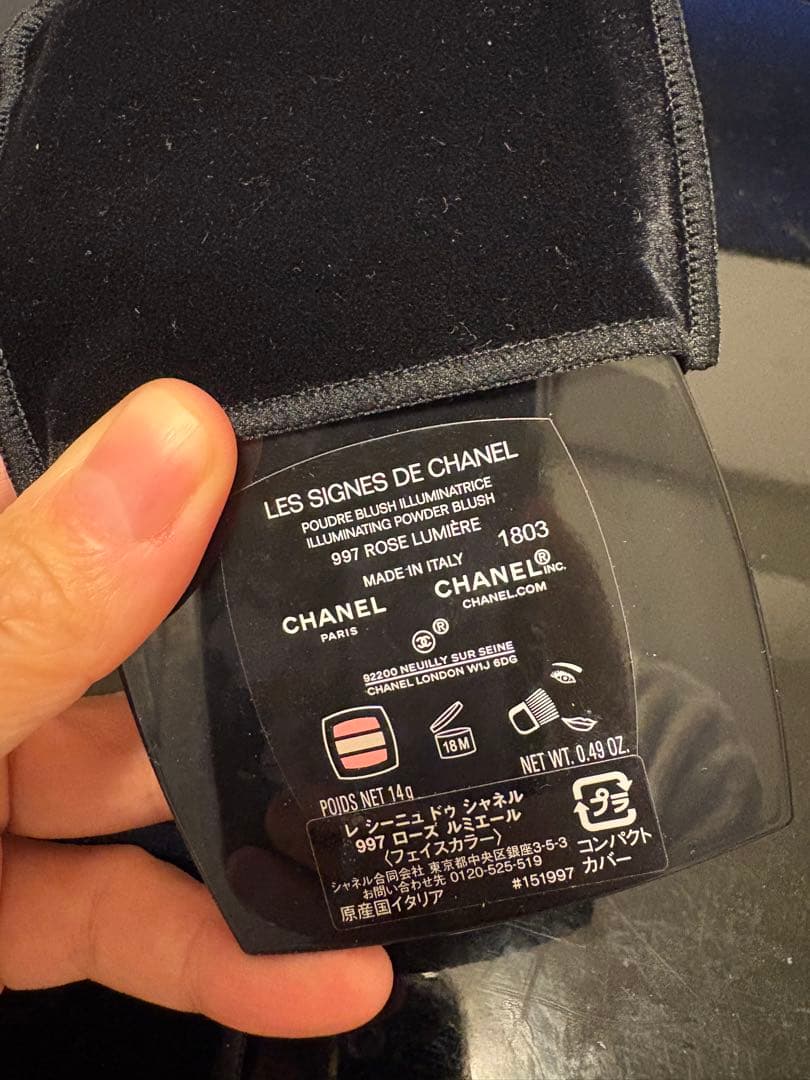 LES SIGNES DE CHANEL
POUDRE BLUSH ILLUMINATRICE
ILLUMINATING POWDER BLUSH
997 ROSE LUMIÈRE
1803
MADE IN ITALY
CHANEL
PARIS
CHANEL® INC.
CHANEL.COM
®
92200 NEUILLY SUR SEINE
CHANEL LONDON W1J 6DG
18M
POIDS NET 14g
NET WT. 0.49 OZ.
レ シーニュ ドゥ シャネル
997 ローズ ルミエール
〈フェイスカラー〉
シャネル合同会社 東京都中央区銀座3-5-3
お問い合わせ先 0120-525-519
原産国イタリア
#151997
プラ
コンパクト
カバー